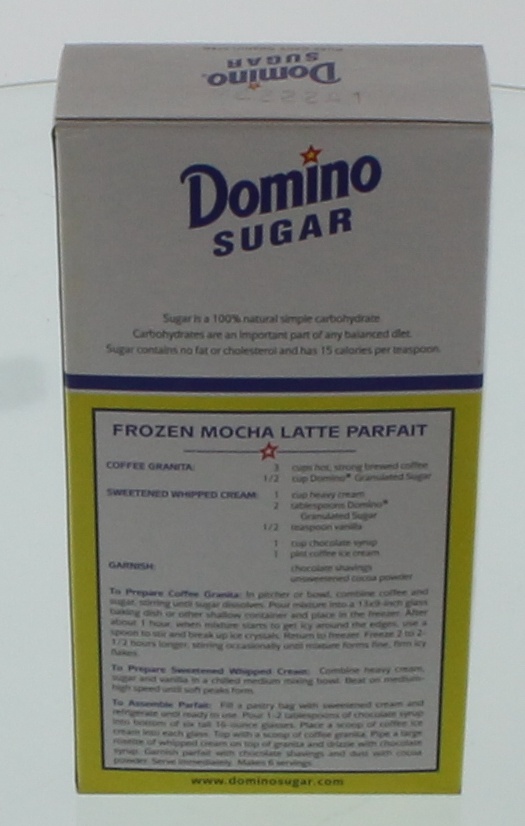 Domino
SUGAR
Domino
SUGAR
Sugar is a 100% natural simple carbohydrate
Carbohydrates are an important part of any balanced diet.
Sugar contains no fat or cholesterol and has 15 calories per teaspoon.
FROZEN MOCHA LATTE PARFAIT
COFFEE GRANITA: 3 cups hot, strong brewed coffee
1/2 cup Domino® Granulated Sugar
SWEETENED WHIPPED CREAM: 1 cup heavy cream
2 tablespoons Domino®
Granulated Sugar
1/2 teaspoon vanilla
1 cup chocolate syrup
1 pint coffee ice cream
GARNISH: chocolate shavings
unsweetened cocoa powder
To Prepare Coffee Granita: In pitcher or bowl, combine coffee and
sugar, stirring until sugar dissolves. Pour mixture into a 13x9-inch glass
baking dish or other shallow container and place in the freezer. After
about 1 hour, when mixture starts to get icy around the edges, use a
spoon to stir and break up ice crystals. Return to freezer. Freeze 2 to 2-
1/2 hours longer, stirring occasionally until mixture forms fine, firm icy
flakes.
To Prepare Sweetened Whipped Cream: Combine heavy cream,
sugar and vanilla in a chilled medium mixing bowl. Beat on medium-
high speed until soft peaks form.
To Assemble Parfait: Fill a pastry bag with sweetened cream and
refrigerate until ready to use. Pour 1-2 tablespoons of chocolate syrup
into bottom of six tall 10-ounce glasses. Place a scoop of coffee ice
cream into each glass. Top with a scoop of coffee granita. Pipe a large
rosette of whipped cream on top of granita and drizzle with chocolate
syrup. Garnish parfait with chocolate shavings and dust with cocoa
powder. Serve immediately. Makes 6 servings.
www.dominosugar.com